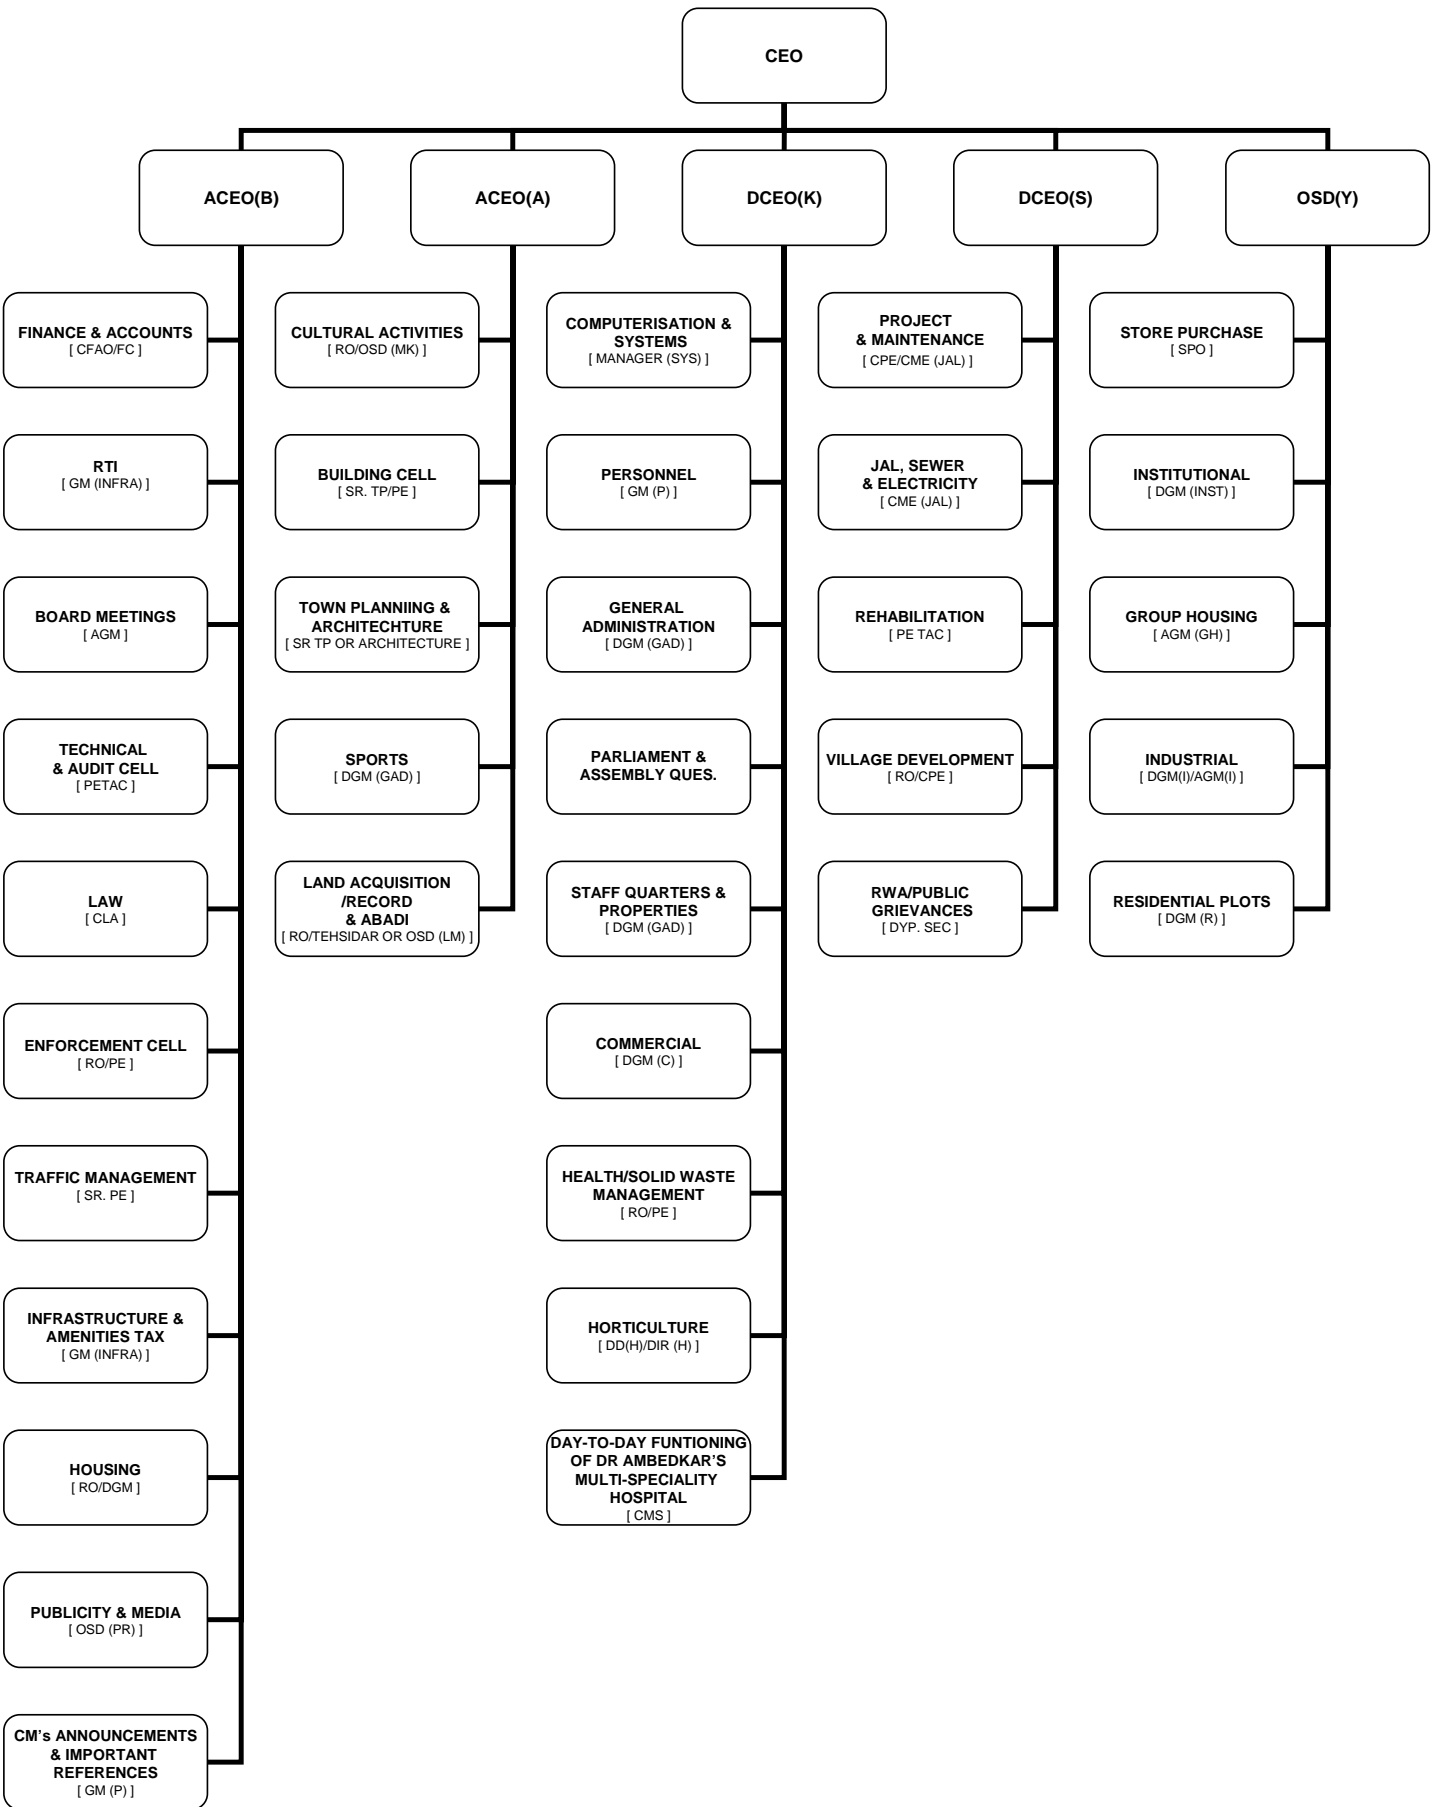 CEO
ACEO(B)
ACEO(A)
DCEO(K)
DCEO(S)
OSD(Y)
FINANCE & ACCOUNTS
[ CFAO/FC ]
RTI
[ GM (INFRA) ]
BOARD MEETINGS
[ AGM ]
TECHNICAL
& AUDIT CELL
[ PETAC ]
LAW
[ CLA ]
ENFORCEMENT CELL
[ RO/PE ]
TRAFFIC MANAGEMENT
[ SR. PE ]
INFRASTRUCTURE &
AMENITIES TAX
[ GM (INFRA) ]
HOUSING
[ RO/DGM ]
PUBLICITY & MEDIA
[ OSD (PR) ]
CM's ANNOUNCEMENTS
& IMPORTANT
REFERENCES
[ GM (P) ]
CULTURAL ACTIVITIES
[ RO/OSD (MK) ]
BUILDING CELL
[ SR. TP/PE ]
TOWN PLANNIING &
ARCHITECHTURE
[ SR TP OR ARCHITECTURE ]
SPORTS
[ DGM (GAD) ]
LAND ACQUISITION
/RECORD
& ABADI
[ RO/TEHSIDAR OR OSD (LM) ]
COMPUTERISATION &
SYSTEMS
[ MANAGER (SYS) ]
PERSONNEL
[ GM (P) ]
GENERAL
ADMINISTRATION
[ DGM (GAD) ]
PARLIAMENT &
ASSEMBLY QUES.
STAFF QUARTERS &
PROPERTIES
[ DGM (GAD) ]
COMMERCIAL
[ DGM (C) ]
HEALTH/SOLID WASTE
MANAGEMENT
[ RO/PE ]
HORTICULTURE
[ DD(H)/DIR (H) ]
DAY-TO-DAY FUNTIONING
OF DR AMBEDKAR'S
MULTI-SPECIALITY
HOSPITAL
[ CMS ]
PROJECT
& MAINTENANCE
[ CPE/CME (JAL) ]
JAL, SEWER
& ELECTRICITY
[ CME (JAL) ]
REHABILITATION
[ PE TAC ]
VILLAGE DEVELOPMENT
[ RO/CPE ]
RWA/PUBLIC
GRIEVANCES
[ DYP. SEC ]
STORE PURCHASE
[ SPO ]
INSTITUTIONAL
[ DGM (INST) ]
GROUP HOUSING
[ AGM (GH) ]
INDUSTRIAL
[ DGM(I)/AGM(I) ]
RESIDENTIAL PLOTS
[ DGM (R) ]